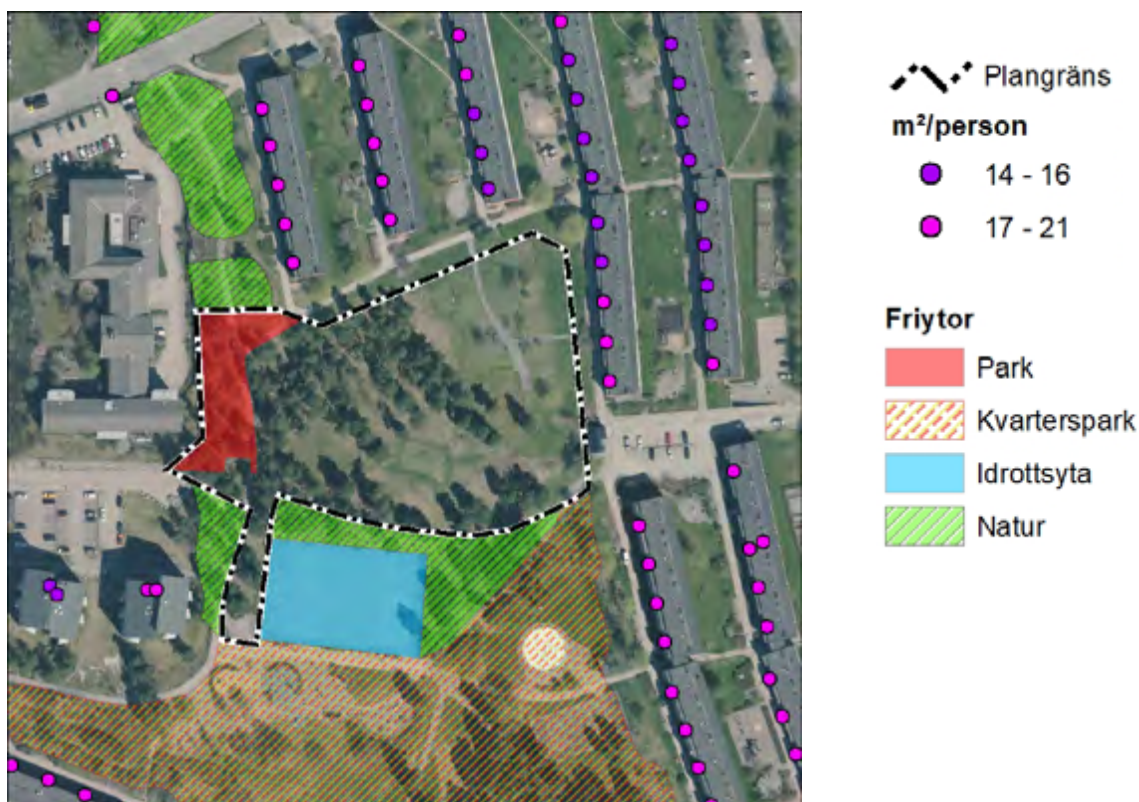 Plangräns
m²/person
14 - 16
17 - 21
Friytor
Park
Kvarterspark
Idrottsyta
Natur